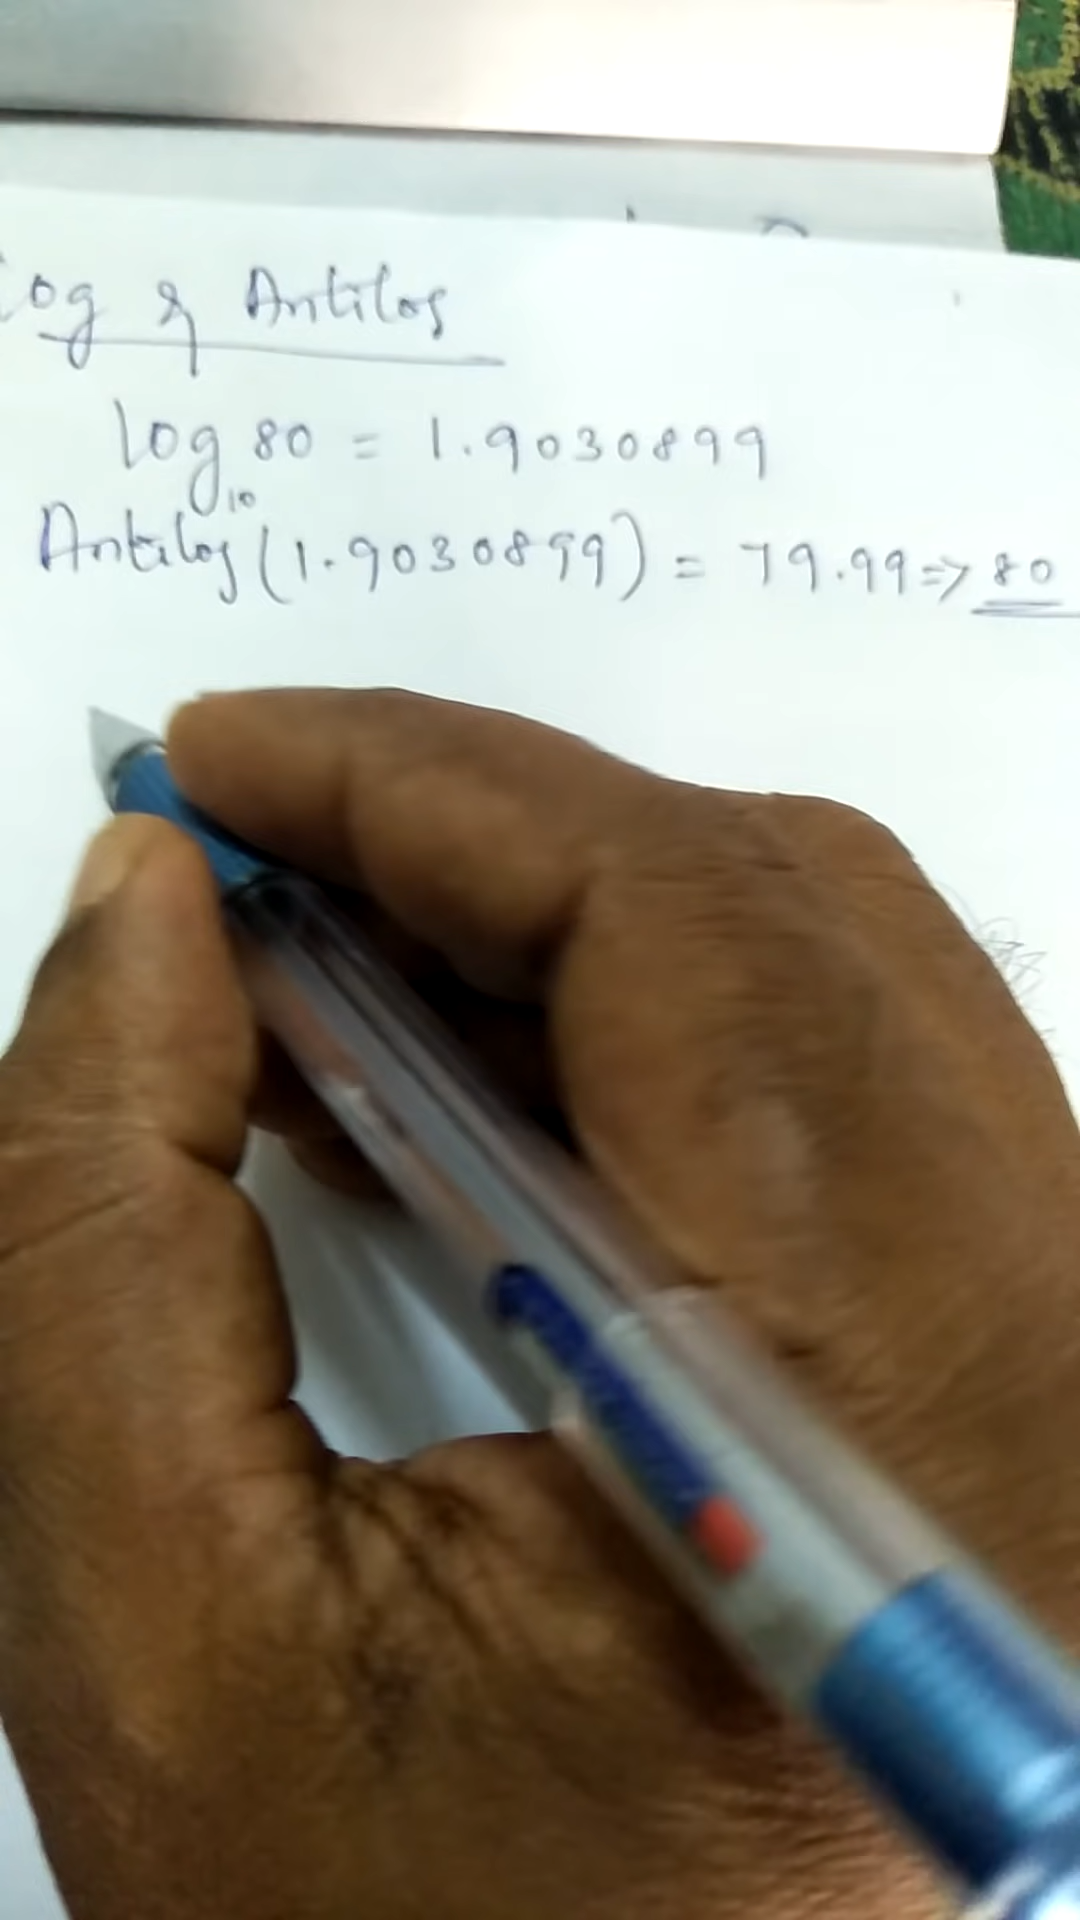 Log & Antilog
log₁₀ 80 = 1.9030899
Antilog (1.9030899) = 79.99 => 80